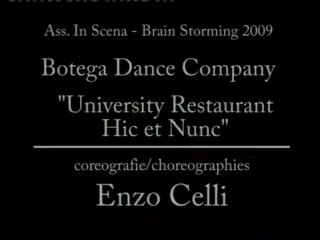 Ass. In Scena - Brain Storming 2009
Botega Dance Company
"University Restaurant
Hic et Nunc"
coreografie/choreographies
Enzo Celli